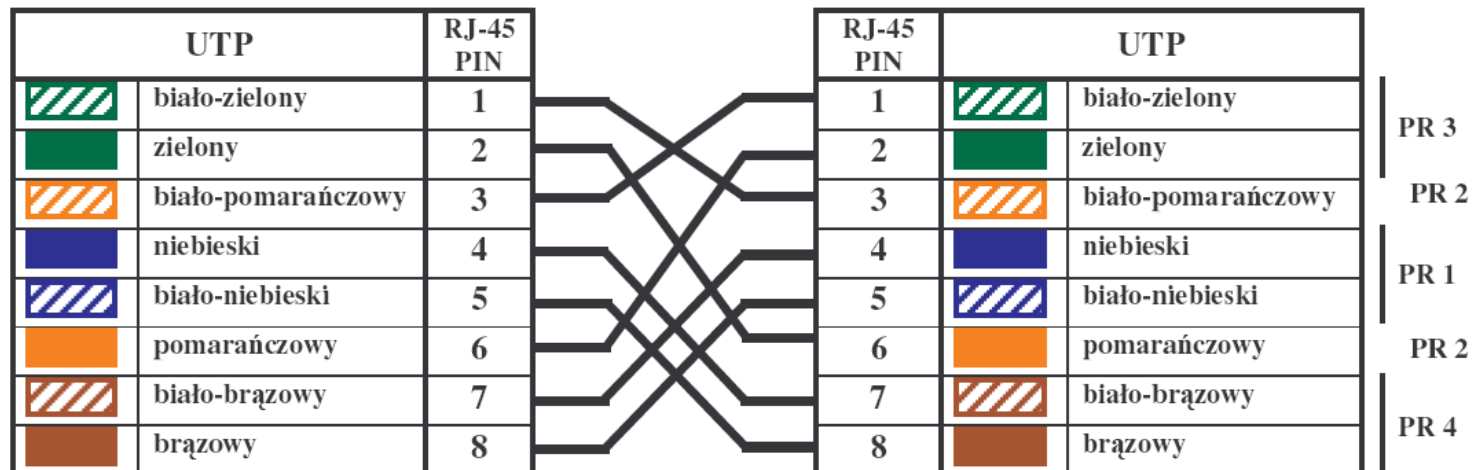 UTP RJ-45 PIN RJ-45 PIN UTP
biało-zielony 1 1 biało-zielony
PR 3
zielony 2 2 zielony
biało-pomarańczowy 3 3 biało-pomarańczowy PR 2
niebieski 4 4 niebieski
PR 1
biało-niebieski 5 5 biało-niebieski
pomarańczowy 6 6 pomarańczowy PR 2
biało-brązowy 7 7 biało-brązowy
PR 4
brązowy 8 8 brązowy